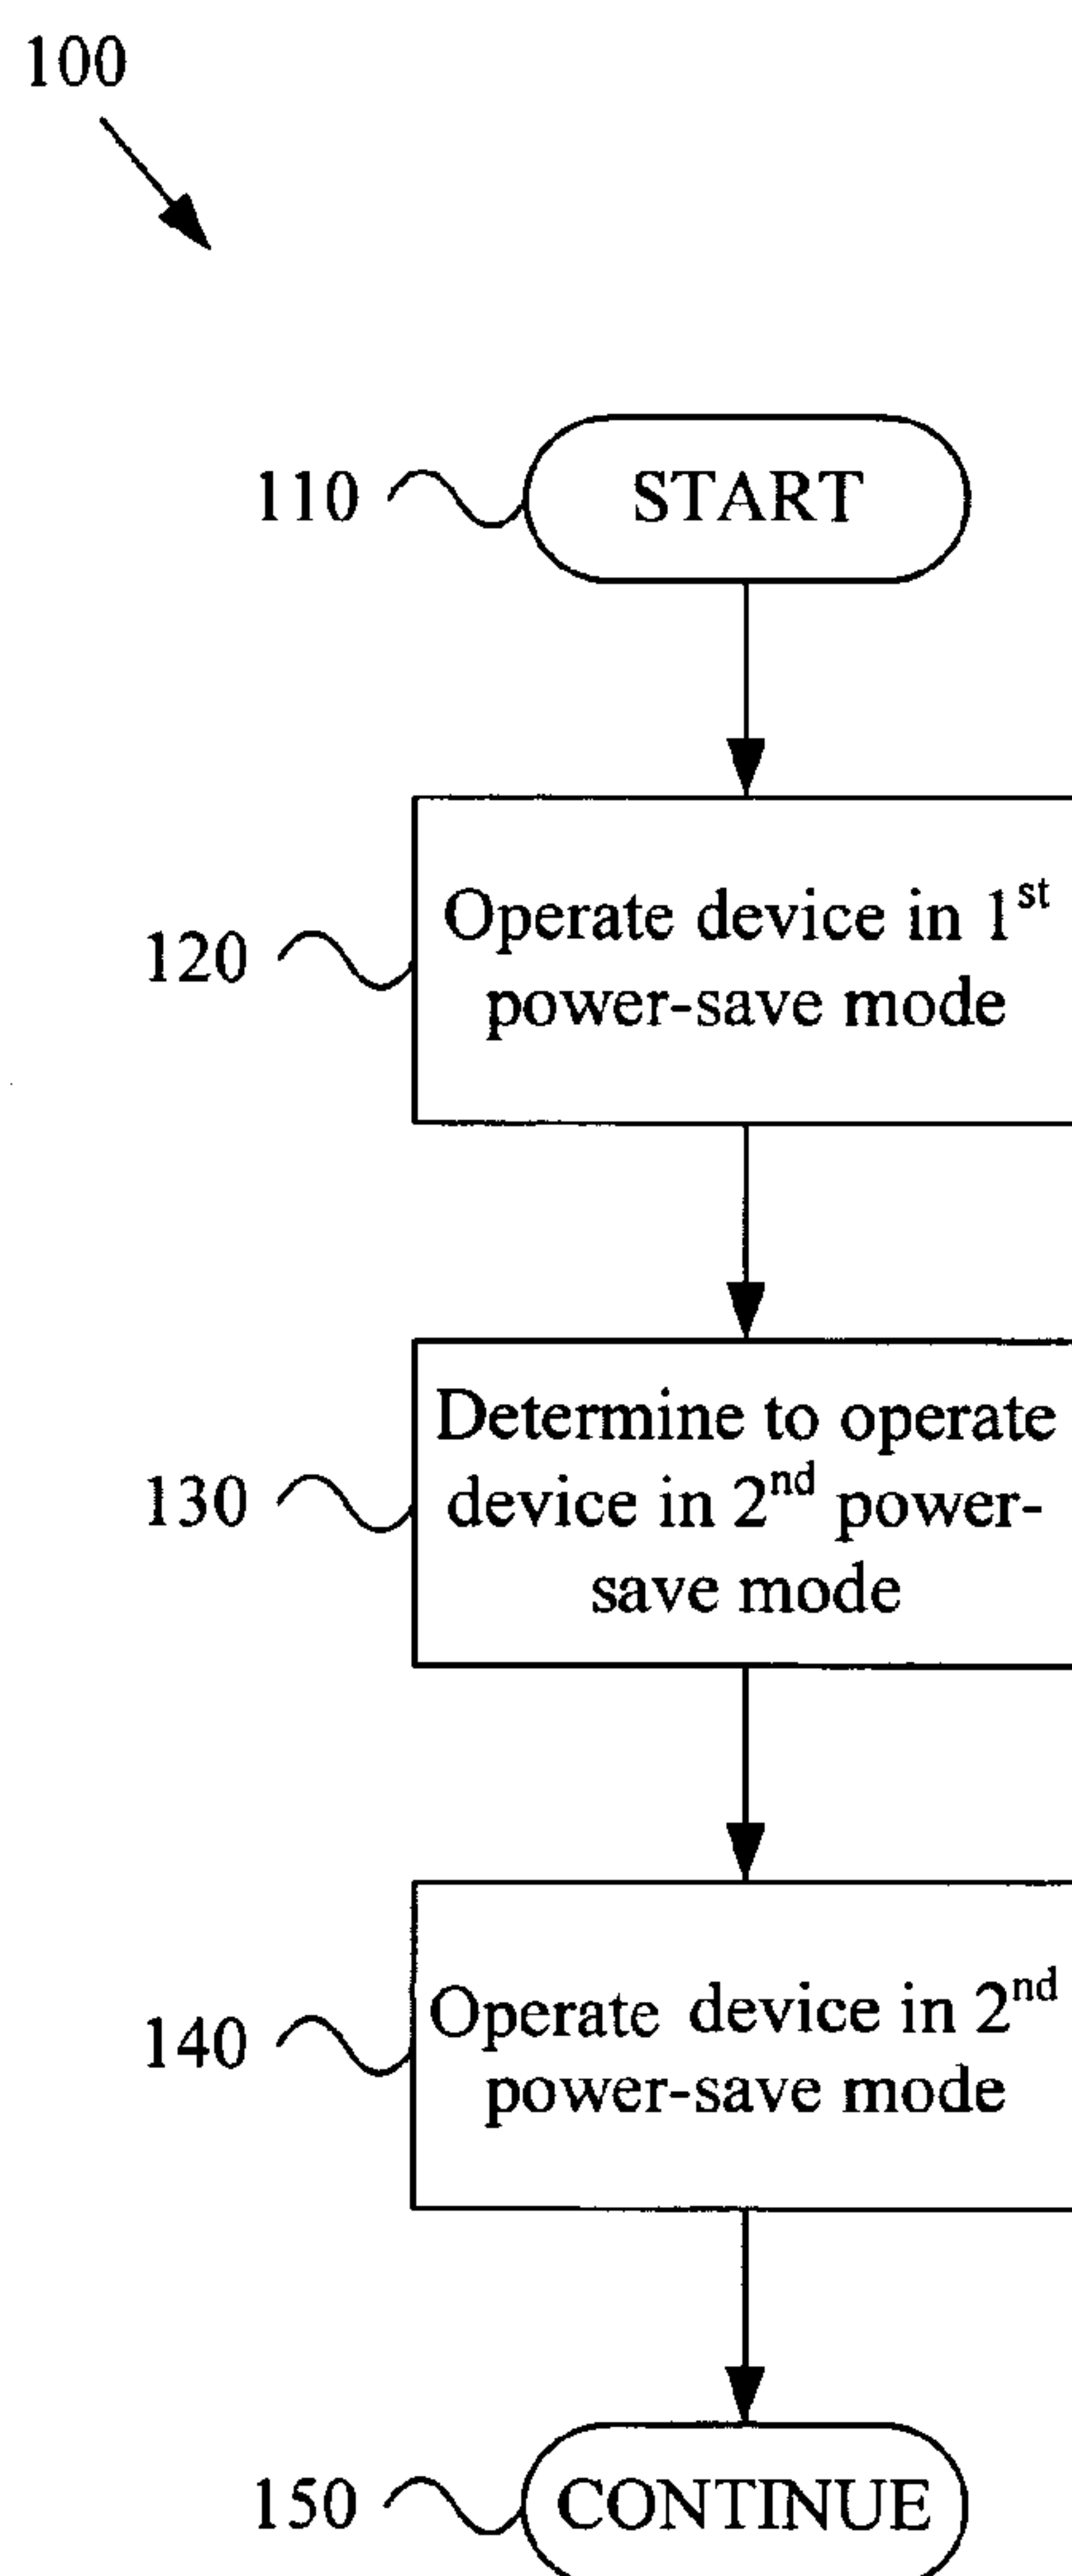 100
110 START
120 Operate device in 1st
power-save mode
130 Determine to operate
device in 2nd power-
save mode
140 Operate device in 2nd
power-save mode
150 CONTINUE